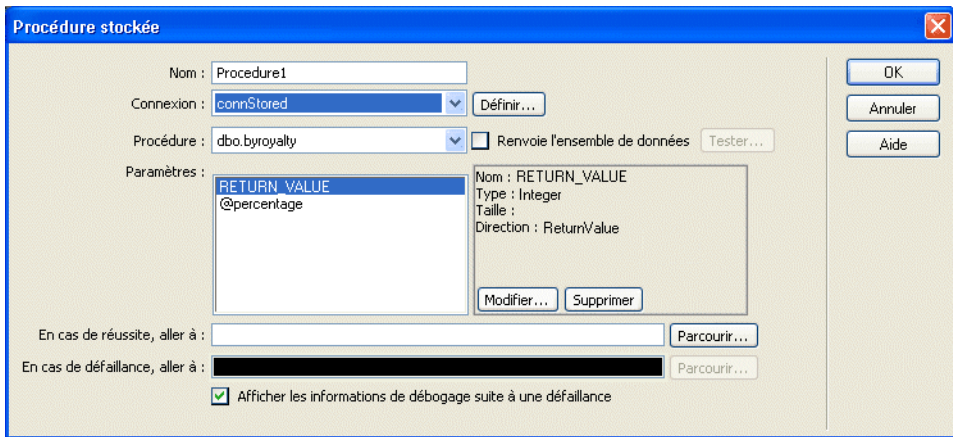 Procédure stockée
Nom : Procedure1
OK
Connexion : connStored Définir...
Annuler
Procédure : dbo.byroyalty Renvoie l'ensemble de données Tester...
Aide
Paramètres :
RETURN_VALUE
@percentage
Nom : RETURN_VALUE
Type : Integer
Taille :
Direction : ReturnValue
Modifier... Supprimer
En cas de réussite, aller à : Parcourir...
En cas de défaillance, aller à : Parcourir...
Afficher les informations de débogage suite à une défaillance